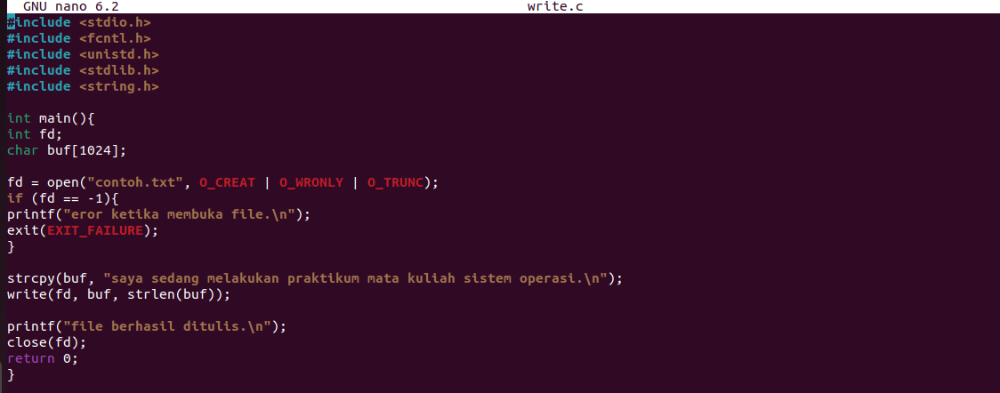 GNU nano 6.2 write.c
#include <stdio.h>
#include <fcntl.h>
#include <unistd.h>
#include <stdlib.h>
#include <string.h>
int main(){
int fd;
char buf[1024];
fd = open("contoh.txt", O_CREAT | O_WRONLY | O_TRUNC);
if (fd == -1){
printf("eror ketika membuka file.\n");
exit(EXIT_FAILURE);
}
strcpy(buf, "saya sedang melakukan praktikum mata kuliah sistem operasi.\n");
write(fd, buf, strlen(buf));
printf("file berhasil ditulis.\n");
close(fd);
return 0;
}